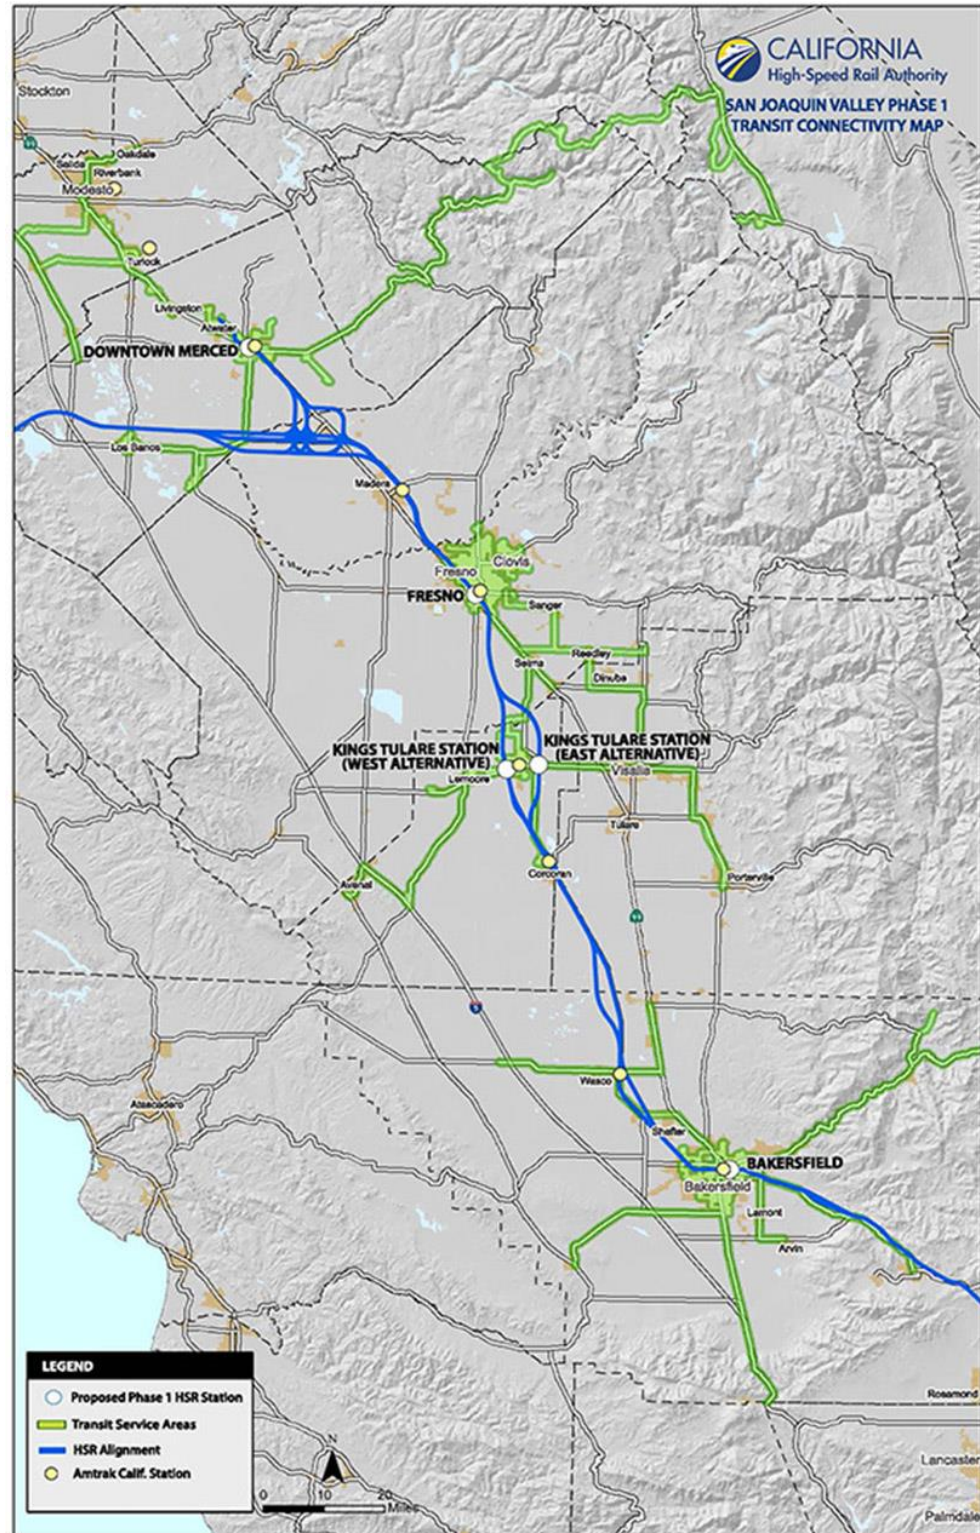 CALIFORNIA
High-Speed Rail Authority
SAN JOAQUIN VALLEY PHASE 1
TRANSIT CONNECTIVITY MAP
Stockton
99
Oakdale
Salida
Riverbank
Modesto
Turlock
Livingston
Atwater
DOWNTOWN MERCED
Los Banos
Madera
Fresno
Clovis
FRESNO
Sanger
Selma
Reedley
Dinuba
KINGS TULARE STATION
(WEST ALTERNATIVE)
KINGS TULARE STATION
(EAST ALTERNATIVE)
Lemoore
Visalia
Tulare
Corcoran
Avenal
Porterville
99
5
Wasco
Atascadero
Shafter
BAKERSFIELD
Bakersfield
Lamont
Arvin
Rosamond
Lancaster
Palmdale
LEGEND
Proposed Phase 1 HSR Station
Transit Service Areas
HSR Alignment
Amtrak Calif. Station
N
0 10 20
Miles